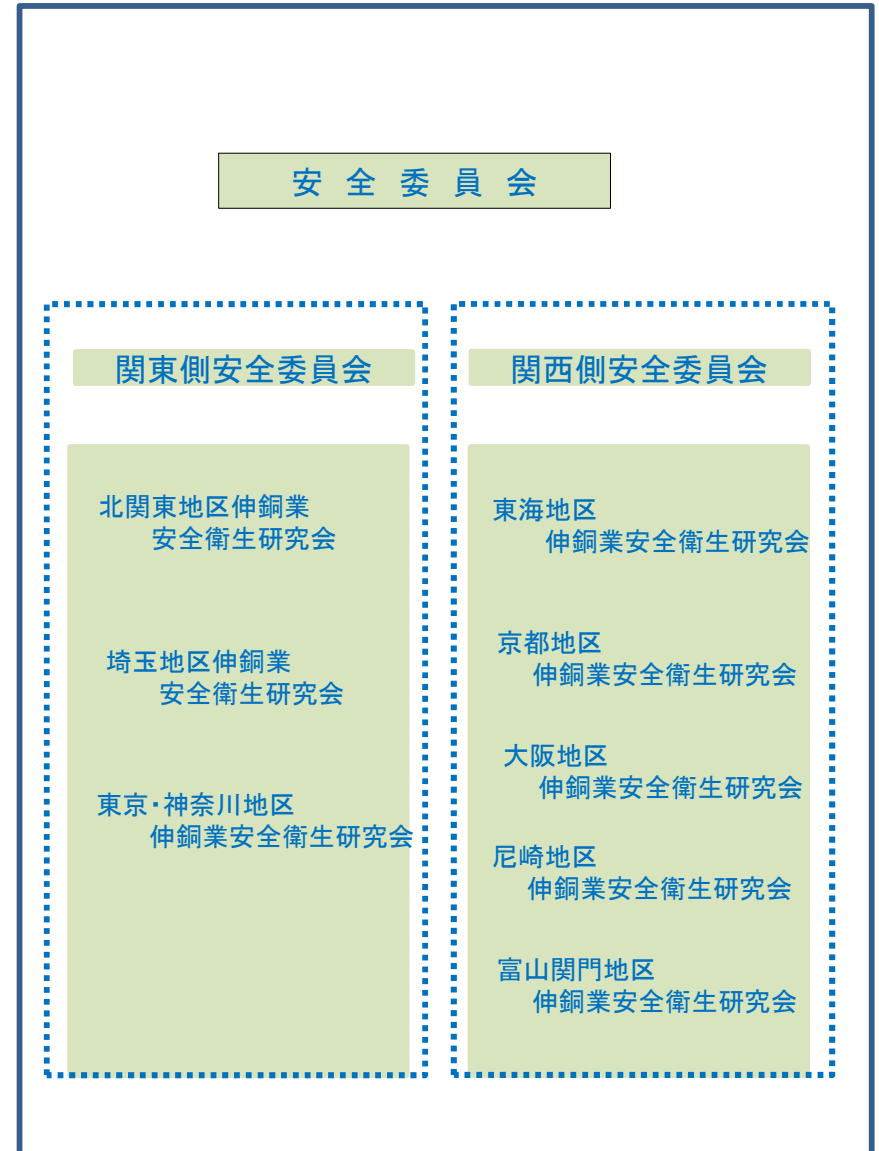 安全委員会
関東側安全委員会
北関東地区伸銅業
安全衛生研究会
埼玉地区伸銅業
安全衛生研究会
東京・神奈川地区
伸銅業安全衛生研究会
関西側安全委員会
東海地区
伸銅業安全衛生研究会
京都地区
伸銅業安全衛生研究会
大阪地区
伸銅業安全衛生研究会
尼崎地区
伸銅業安全衛生研究会
富山関門地区
伸銅業安全衛生研究会